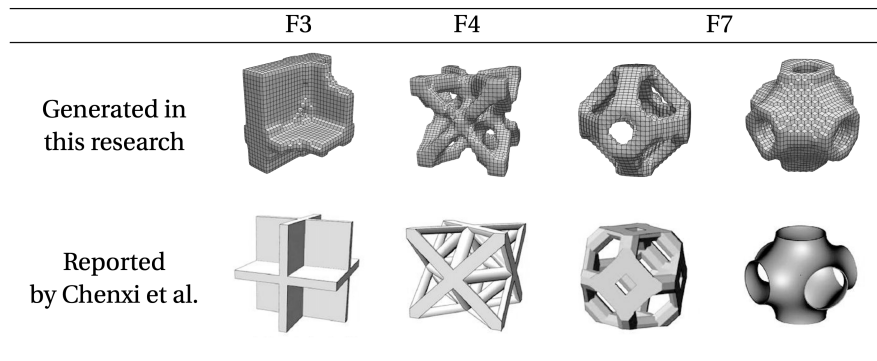 F3 F4 F7
Generated in
this research
Reported
by Chenxi et al.